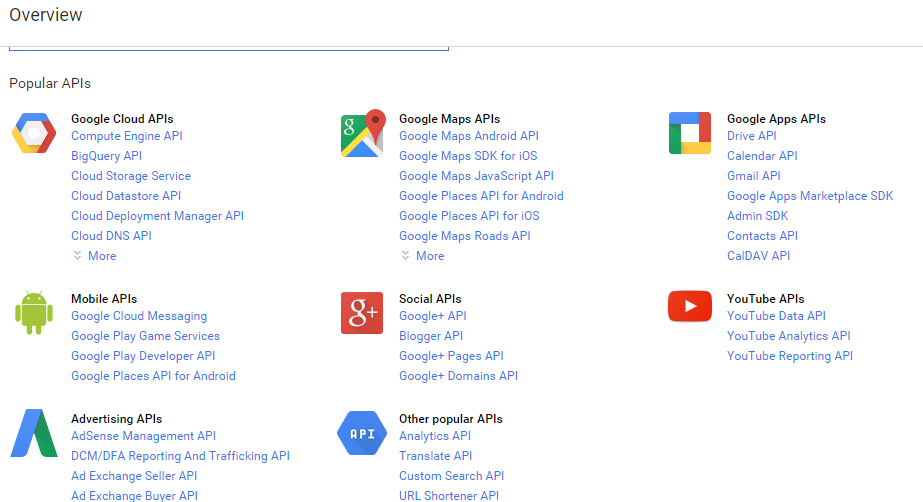 Overview
Popular APIs
Google Cloud APIs
Compute Engine API
BigQuery API
Cloud Storage Service
Cloud Datastore API
Cloud Deployment Manager API
Cloud DNS API
More
Google Maps APIs
Google Maps Android API
Google Maps SDK for iOS
Google Maps JavaScript API
Google Places API for Android
Google Places API for iOS
Google Maps Roads API
More
Google Apps APIs
Drive API
Calendar API
Gmail API
Google Apps Marketplace SDK
Admin SDK
Contacts API
CalDAV API
Mobile APIs
Google Cloud Messaging
Google Play Game Services
Google Play Developer API
Google Places API for Android
g+
Social APIs
Google+ API
Blogger API
Google+ Pages API
Google+ Domains API
YouTube APIs
YouTube Data API
YouTube Analytics API
YouTube Reporting API
Advertising APIs
AdSense Management API
DCM/DFA Reporting And Trafficking API
Ad Exchange Seller API
Ad Exchange Buyer API
API
Other popular APIs
Analytics API
Translate API
Custom Search API
URL Shortener API